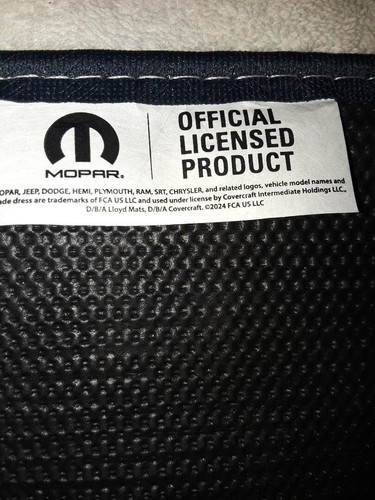 MOPAR®
OFFICIAL
LICENSED
PRODUCT
OPAR, JEEP, DODGE, HEMI, PLYMOUTH, RAM, SRT, CHRYSLER, and related logos, vehicle model names and
ade dress are trademarks of FCA US LLC and used under license by Covercraft Intermediate Holdings LLC.,
D/B/A Lloyd Mats, D/B/A Covercraft. ©2024 FCA US LLC